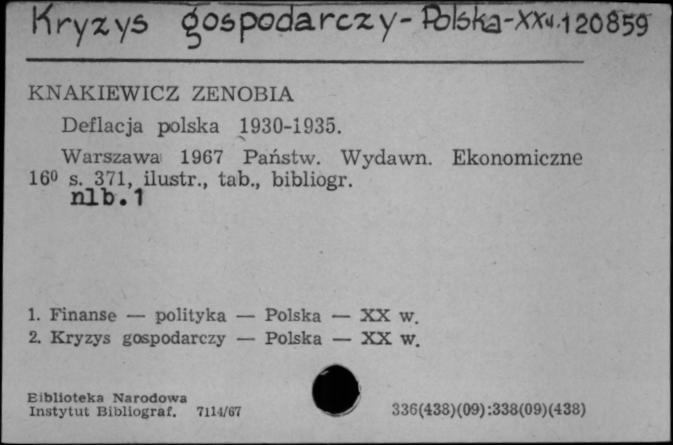 Kryzys gospodarczy - Polska - XX w. 120859
KNAKIEWICZ ZENOBIA
Deflacja polska 1930-1935.
Warszawa 1967 Państw. Wydawn. Ekonomiczne
16⁰ s. 371, ilustr., tab., bibliogr.
nlb.1
1. Finanse — polityka — Polska — XX w.
2. Kryzys gospodarczy — Polska — XX w.
Biblioteka Narodowa
Instytut Bibliograf. 7114/67 336(438)(09):338(09)(438)